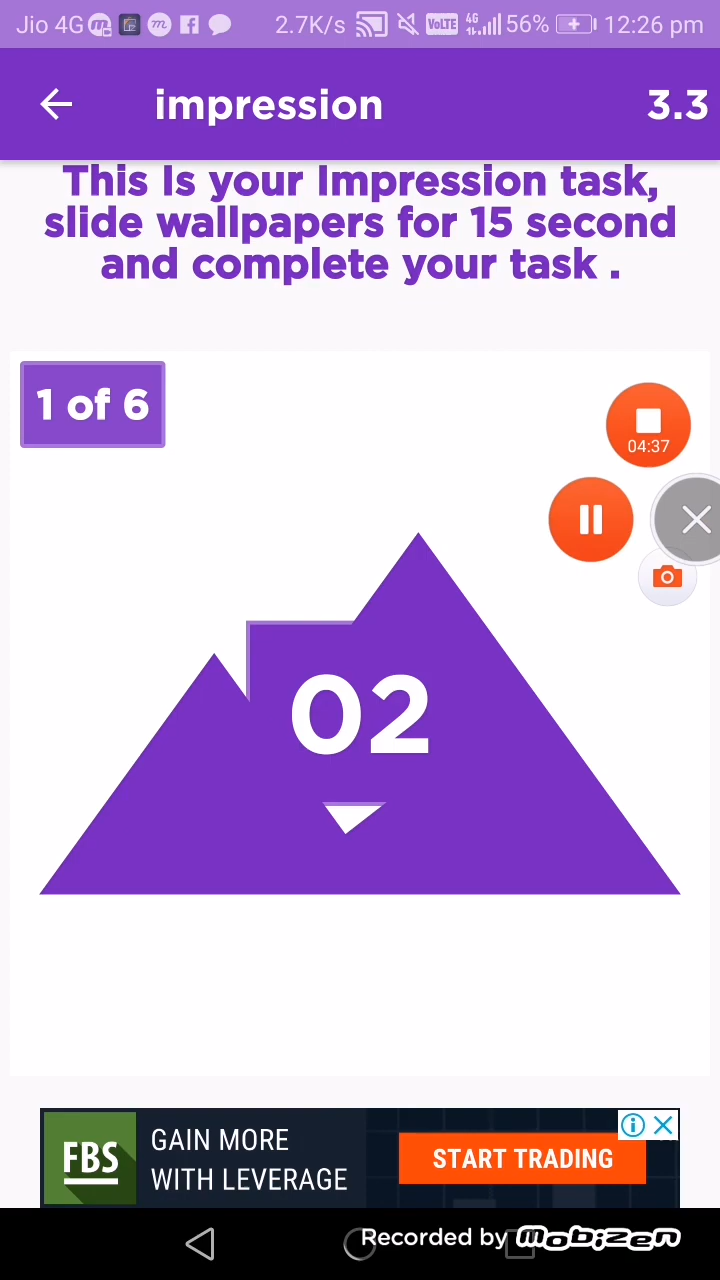 Jio 4G 2.7K/s VoLTE 4G 56% 12:26 pm
impression 3.3
This Is your Impression task,
slide wallpapers for 15 second
and complete your task .
1 of 6
04:37
02
FBS GAIN MORE
WITH LEVERAGE
START TRADING
Recorded by mobizen